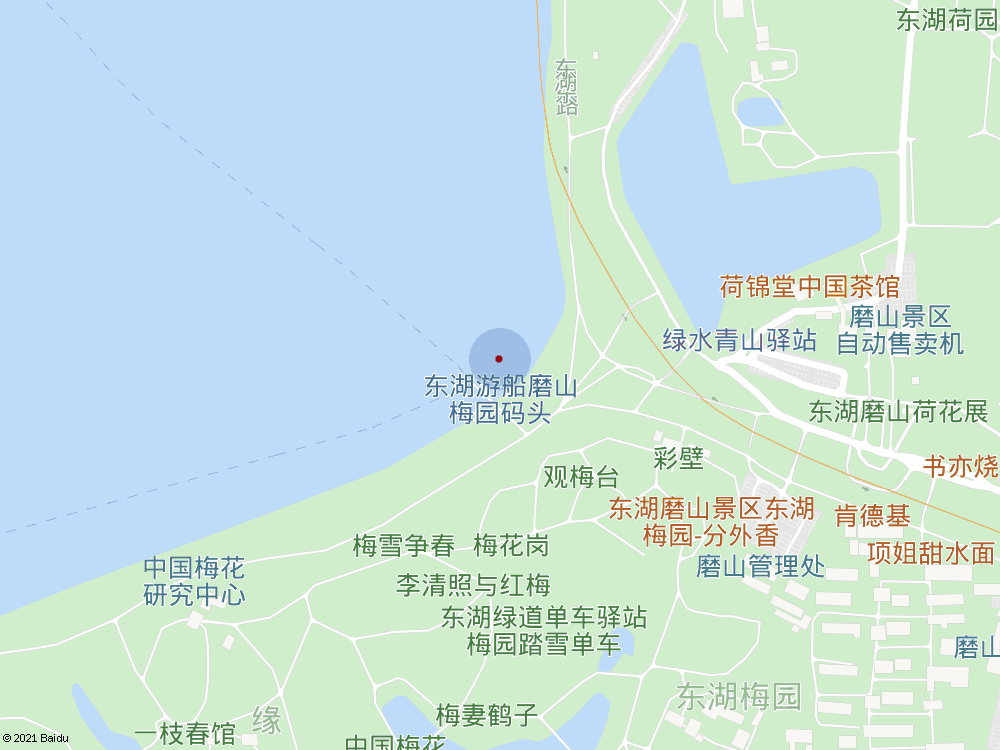 东湖荷园
东湖路
荷锦堂中国茶馆
磨山景区
自动售卖机
绿水青山驿站
东湖游船磨山
梅园码头
东湖磨山荷花展
彩壁
观梅台
书亦烧
东湖磨山景区东湖
梅园-分外香
肯德基
磨山管理处
项姐甜水面
梅雪争春
梅花岗
中国梅花
研究中心
李清照与红梅
东湖绿道单车驿站
梅园踏雪单车
磨山
东湖梅园
梅妻鹤子
缘
一枝春馆
中国梅花
© 2021 Baidu